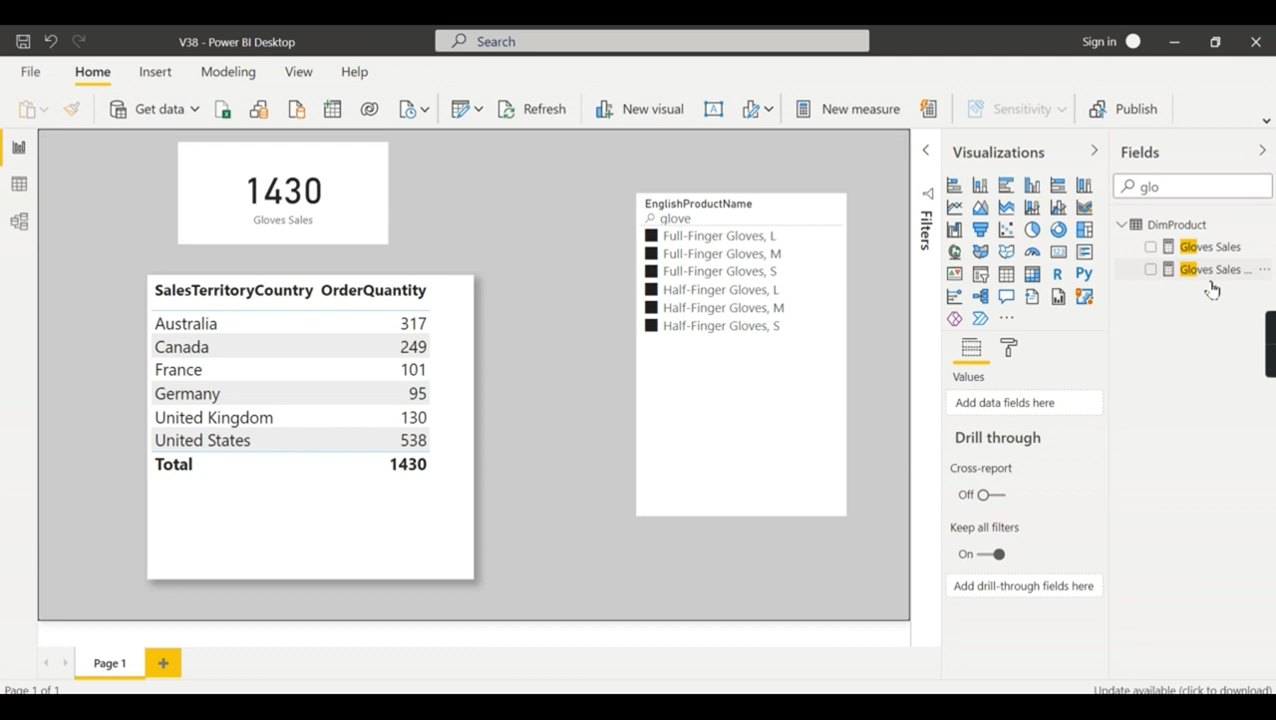 V38 - Power BI Desktop
Search
Sign in
File Home Insert Modeling View Help
Get data
Refresh
New visual
New measure
Sensitivity
Publish
1430
Gloves Sales
SalesTerritoryCountry OrderQuantity
Australia 317
Canada 249
France 101
Germany 95
United Kingdom 130
United States 538
Total 1430
EnglishProductName
glove
Full-Finger Gloves, L
Full-Finger Gloves, M
Full-Finger Gloves, S
Half-Finger Gloves, L
Half-Finger Gloves, M
Half-Finger Gloves, S
Filters
Visualizations
R Py
Values
Add data fields here
Drill through
Cross-report
Off
Keep all filters
On
Add drill-through fields here
Fields
glo
DimProduct
Gloves Sales
Gloves Sales ...
Page 1
Page 1 of 1
Update available (click to download)